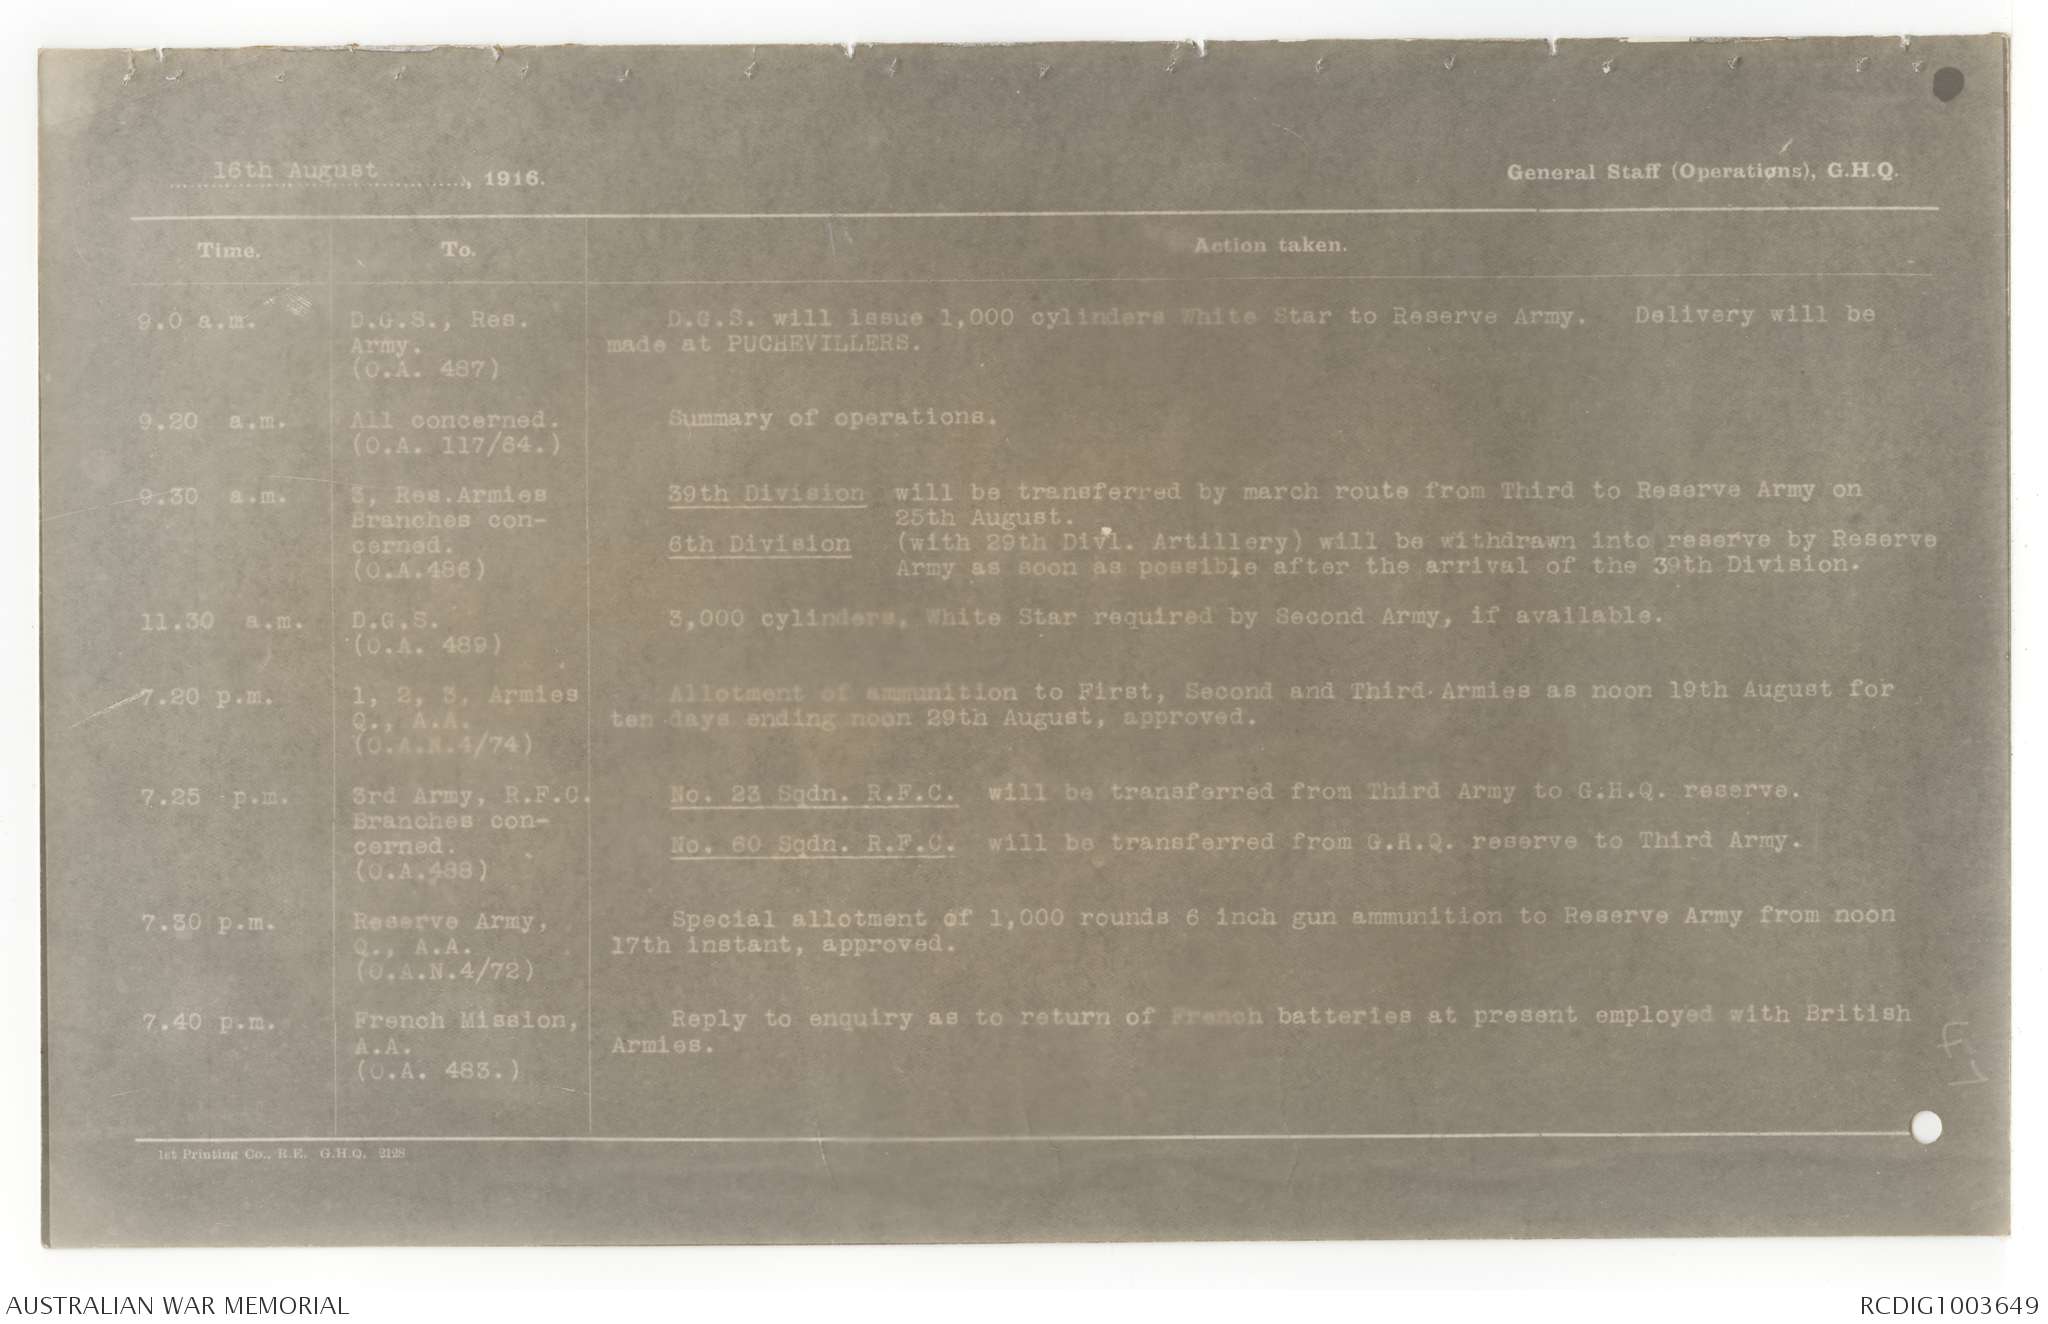 16th August, 1916.
General Staff (Operations), G.H.Q.
Time. To. Action taken.
9.0 a.m. D.G.S., Res. D.G.S. will issue 1,000 cylinders White Star to Reserve Army. Delivery will be
Army. made at PUCHEVILLERS.
(O.A. 487)
9.20 a.m. All concerned. Summary of operations.
(O.A. 117/64.)
9.30 a.m. 3, Res.Armies 39th Division will be transferred by march route from Third to Reserve Army on
Branches con- 25th August.
cerned. 6th Division (with 29th Divl. Artillery) will be withdrawn into reserve by Reserve
(O.A.486) Army as soon as possible after the arrival of the 39th Division.
11.30 a.m. D.G.S. 3,000 cylinders, White Star required by Second Army, if available.
(O.A. 489)
7.20 p.m. 1, 2, 3, Armies Allotment of ammunition to First, Second and Third Armies as noon 19th August for
Q., A.A. ten days ending noon 29th August, approved.
(O.A.N.4/74)
7.25 p.m. 3rd Army, R.F.C. No. 23 Sqdn. R.F.C. will be transferred from Third Army to G.H.Q. reserve.
Branches con-
cerned. No. 60 Sqdn. R.F.C. will be transferred from G.H.Q. reserve to Third Army.
(O.A.488)
7.30 p.m. Reserve Army, Special allotment of 1,000 rounds 6 inch gun ammunition to Reserve Army from noon
Q., A.A. 17th instant, approved.
(O.A.N.4/72)
7.40 p.m. French Mission, Reply to enquiry as to return of French batteries at present employed with British
A.A. Armies.
(O.A. 483.)
1st Printing Co., R.E. G.H.Q. 2128
AUSTRALIAN WAR MEMORIAL
RCDIG1003649